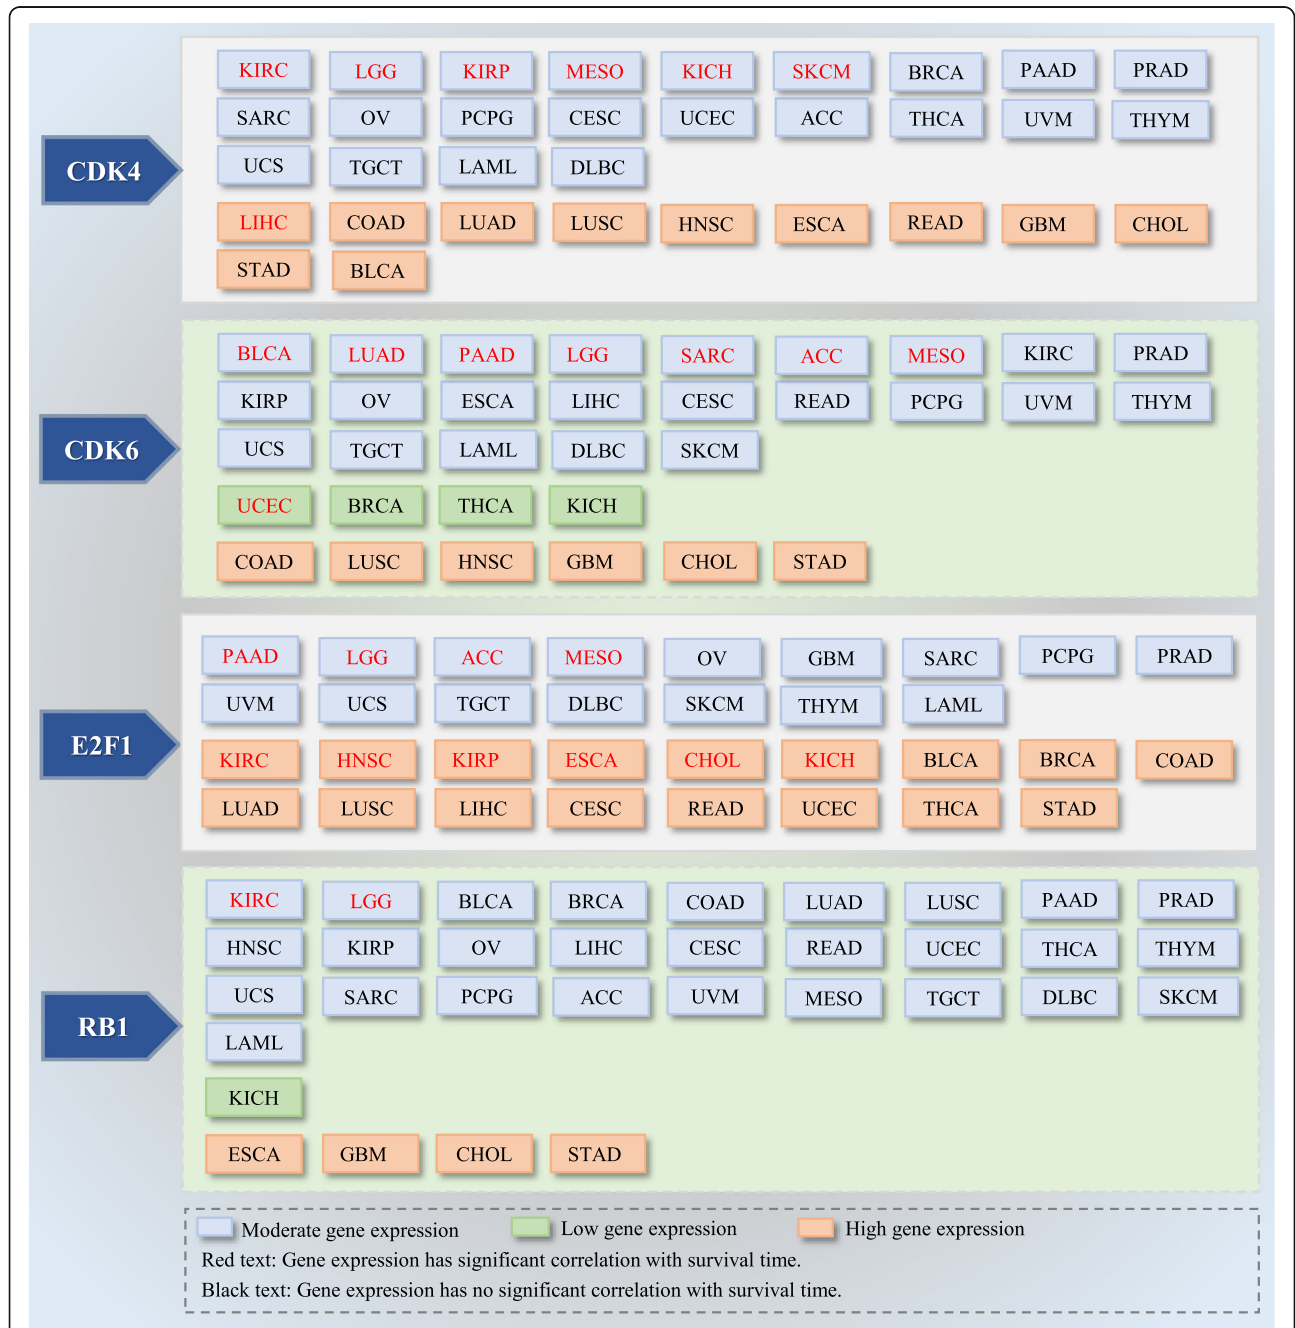 CDK4
KIRC LGG KIRP MESO KICH SKCM BRCA PAAD PRAD
SARC OV PCPG CESC UCEC ACC THCA UVM THYM
UCS TGCT LAML DLBC
LIHC COAD LUAD LUSC HNSC ESCA READ GBM CHOL
STAD BLCA
CDK6
BLCA LUAD PAAD LGG SARC ACC MESO KIRC PRAD
KIRP OV ESCA LIHC CESC READ PCPG UVM THYM
UCS TGCT LAML DLBC SKCM
UCEC BRCA THCA KICH
COAD LUSC HNSC GBM CHOL STAD
E2F1
PAAD LGG ACC MESO OV GBM SARC PCPG PRAD
UVM UCS TGCT DLBC SKCM THYM LAML
KIRC HNSC KIRP ESCA CHOL KICH BLCA BRCA COAD
LUAD LUSC LIHC CESC READ UCEC THCA STAD
RB1
KIRC LGG BLCA BRCA COAD LUAD LUSC PAAD PRAD
HNSC KIRP OV LIHC CESC READ UCEC THCA THYM
UCS SARC PCPG ACC UVM MESO TGCT DLBC SKCM
LAML
KICH
ESCA GBM CHOL STAD
Moderate gene expression Low gene expression High gene expression
Red text: Gene expression has significant correlation with survival time.
Black text: Gene expression has no significant correlation with survival time.